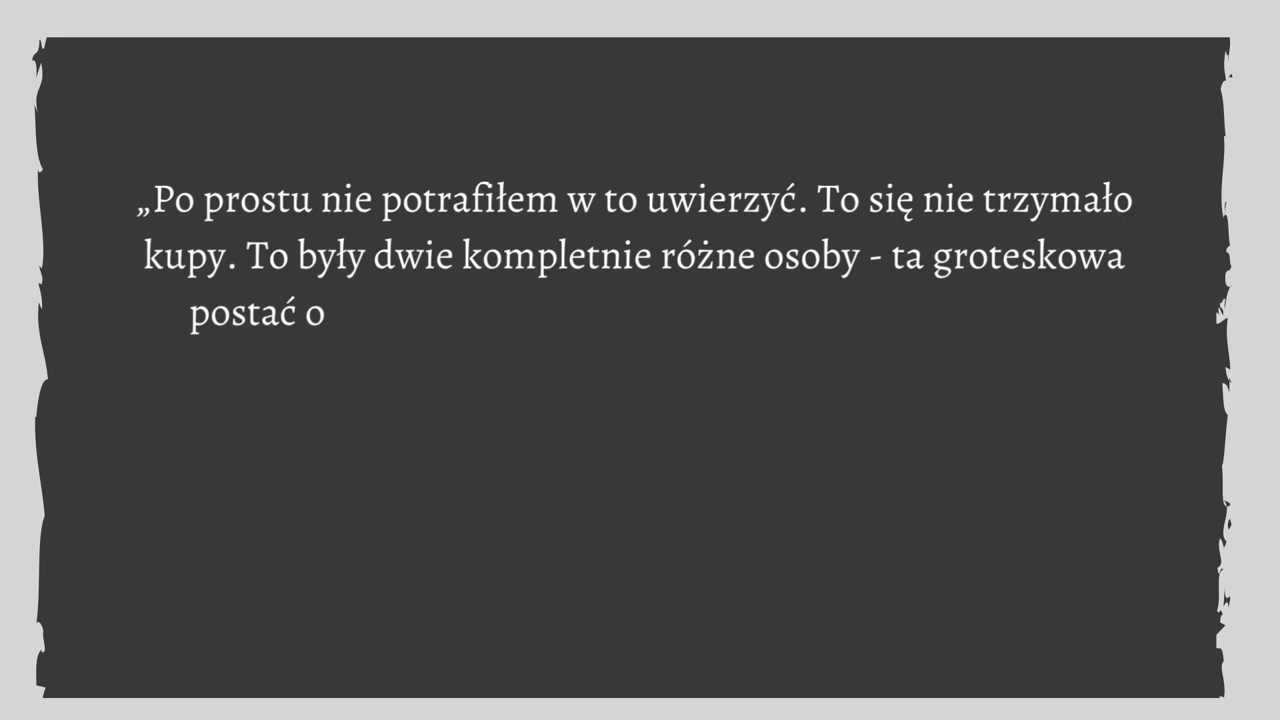 „Po prostu nie potrafiłem w to uwierzyć. To się nie trzymało
kupy. To były dwie kompletnie różne osoby - ta groteskowa
postać o